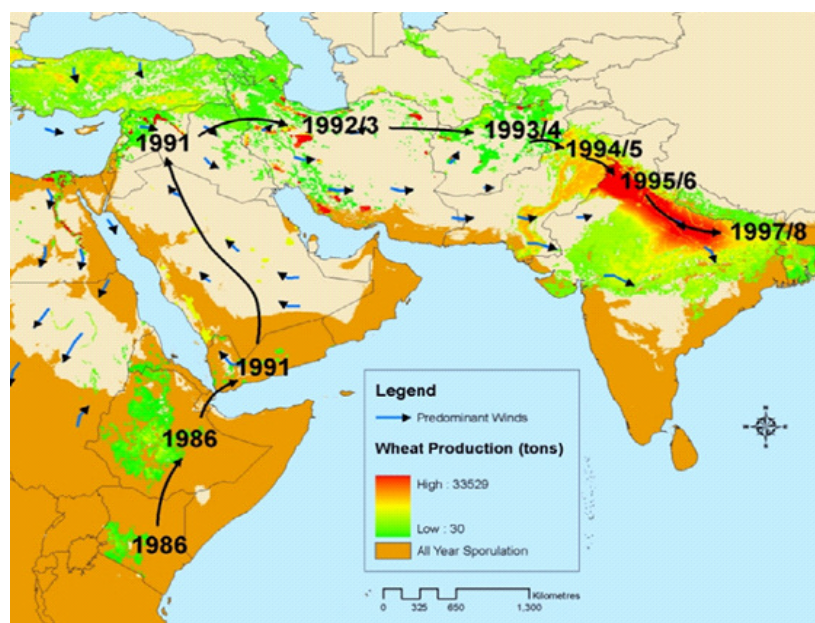 1992/3
1993/4
1991
1994/5
1995/6
1997/8
1991
1986
1986
Legend
Predominant Winds
Wheat Production (tons)
High : 33529
Low : 30
All Year Sporulation
N
W E
S
Kilometres
0 325 650 1,300